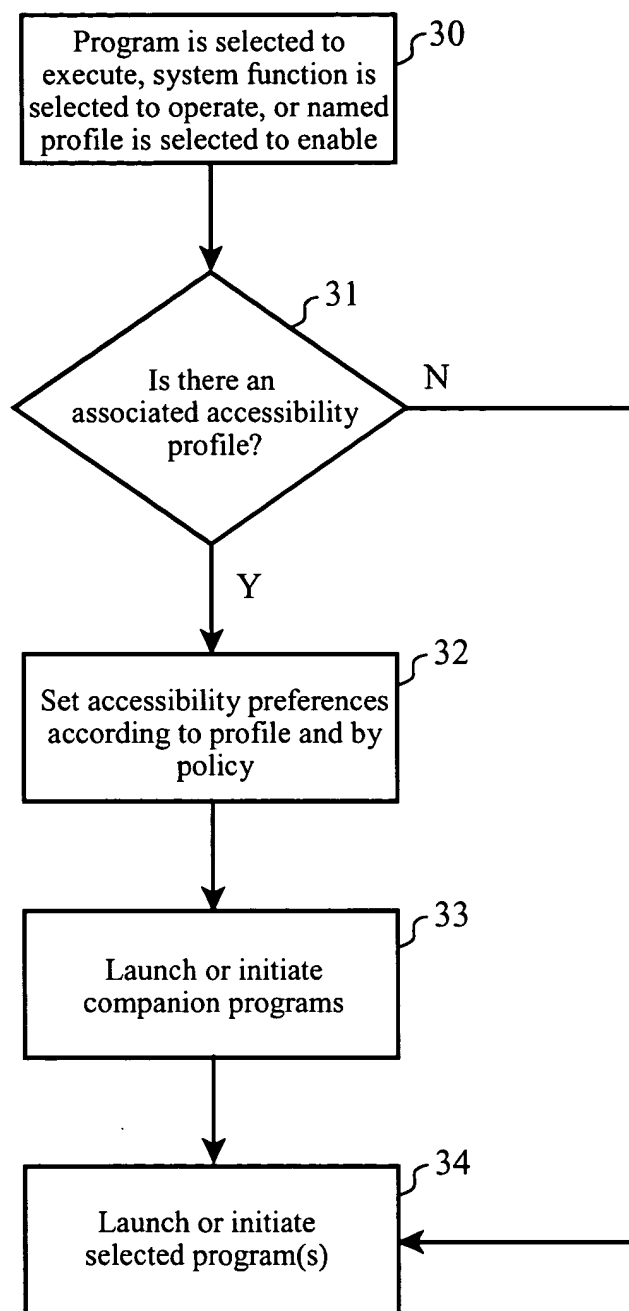 30
Program is selected to
execute, system function is
selected to operate, or named
profile is selected to enable
31
Is there an
associated accessibility
profile?
N
Y
32
Set accessibility preferences
according to profile and by
policy
33
Launch or initiate
companion programs
34
Launch or initiate
selected program(s)